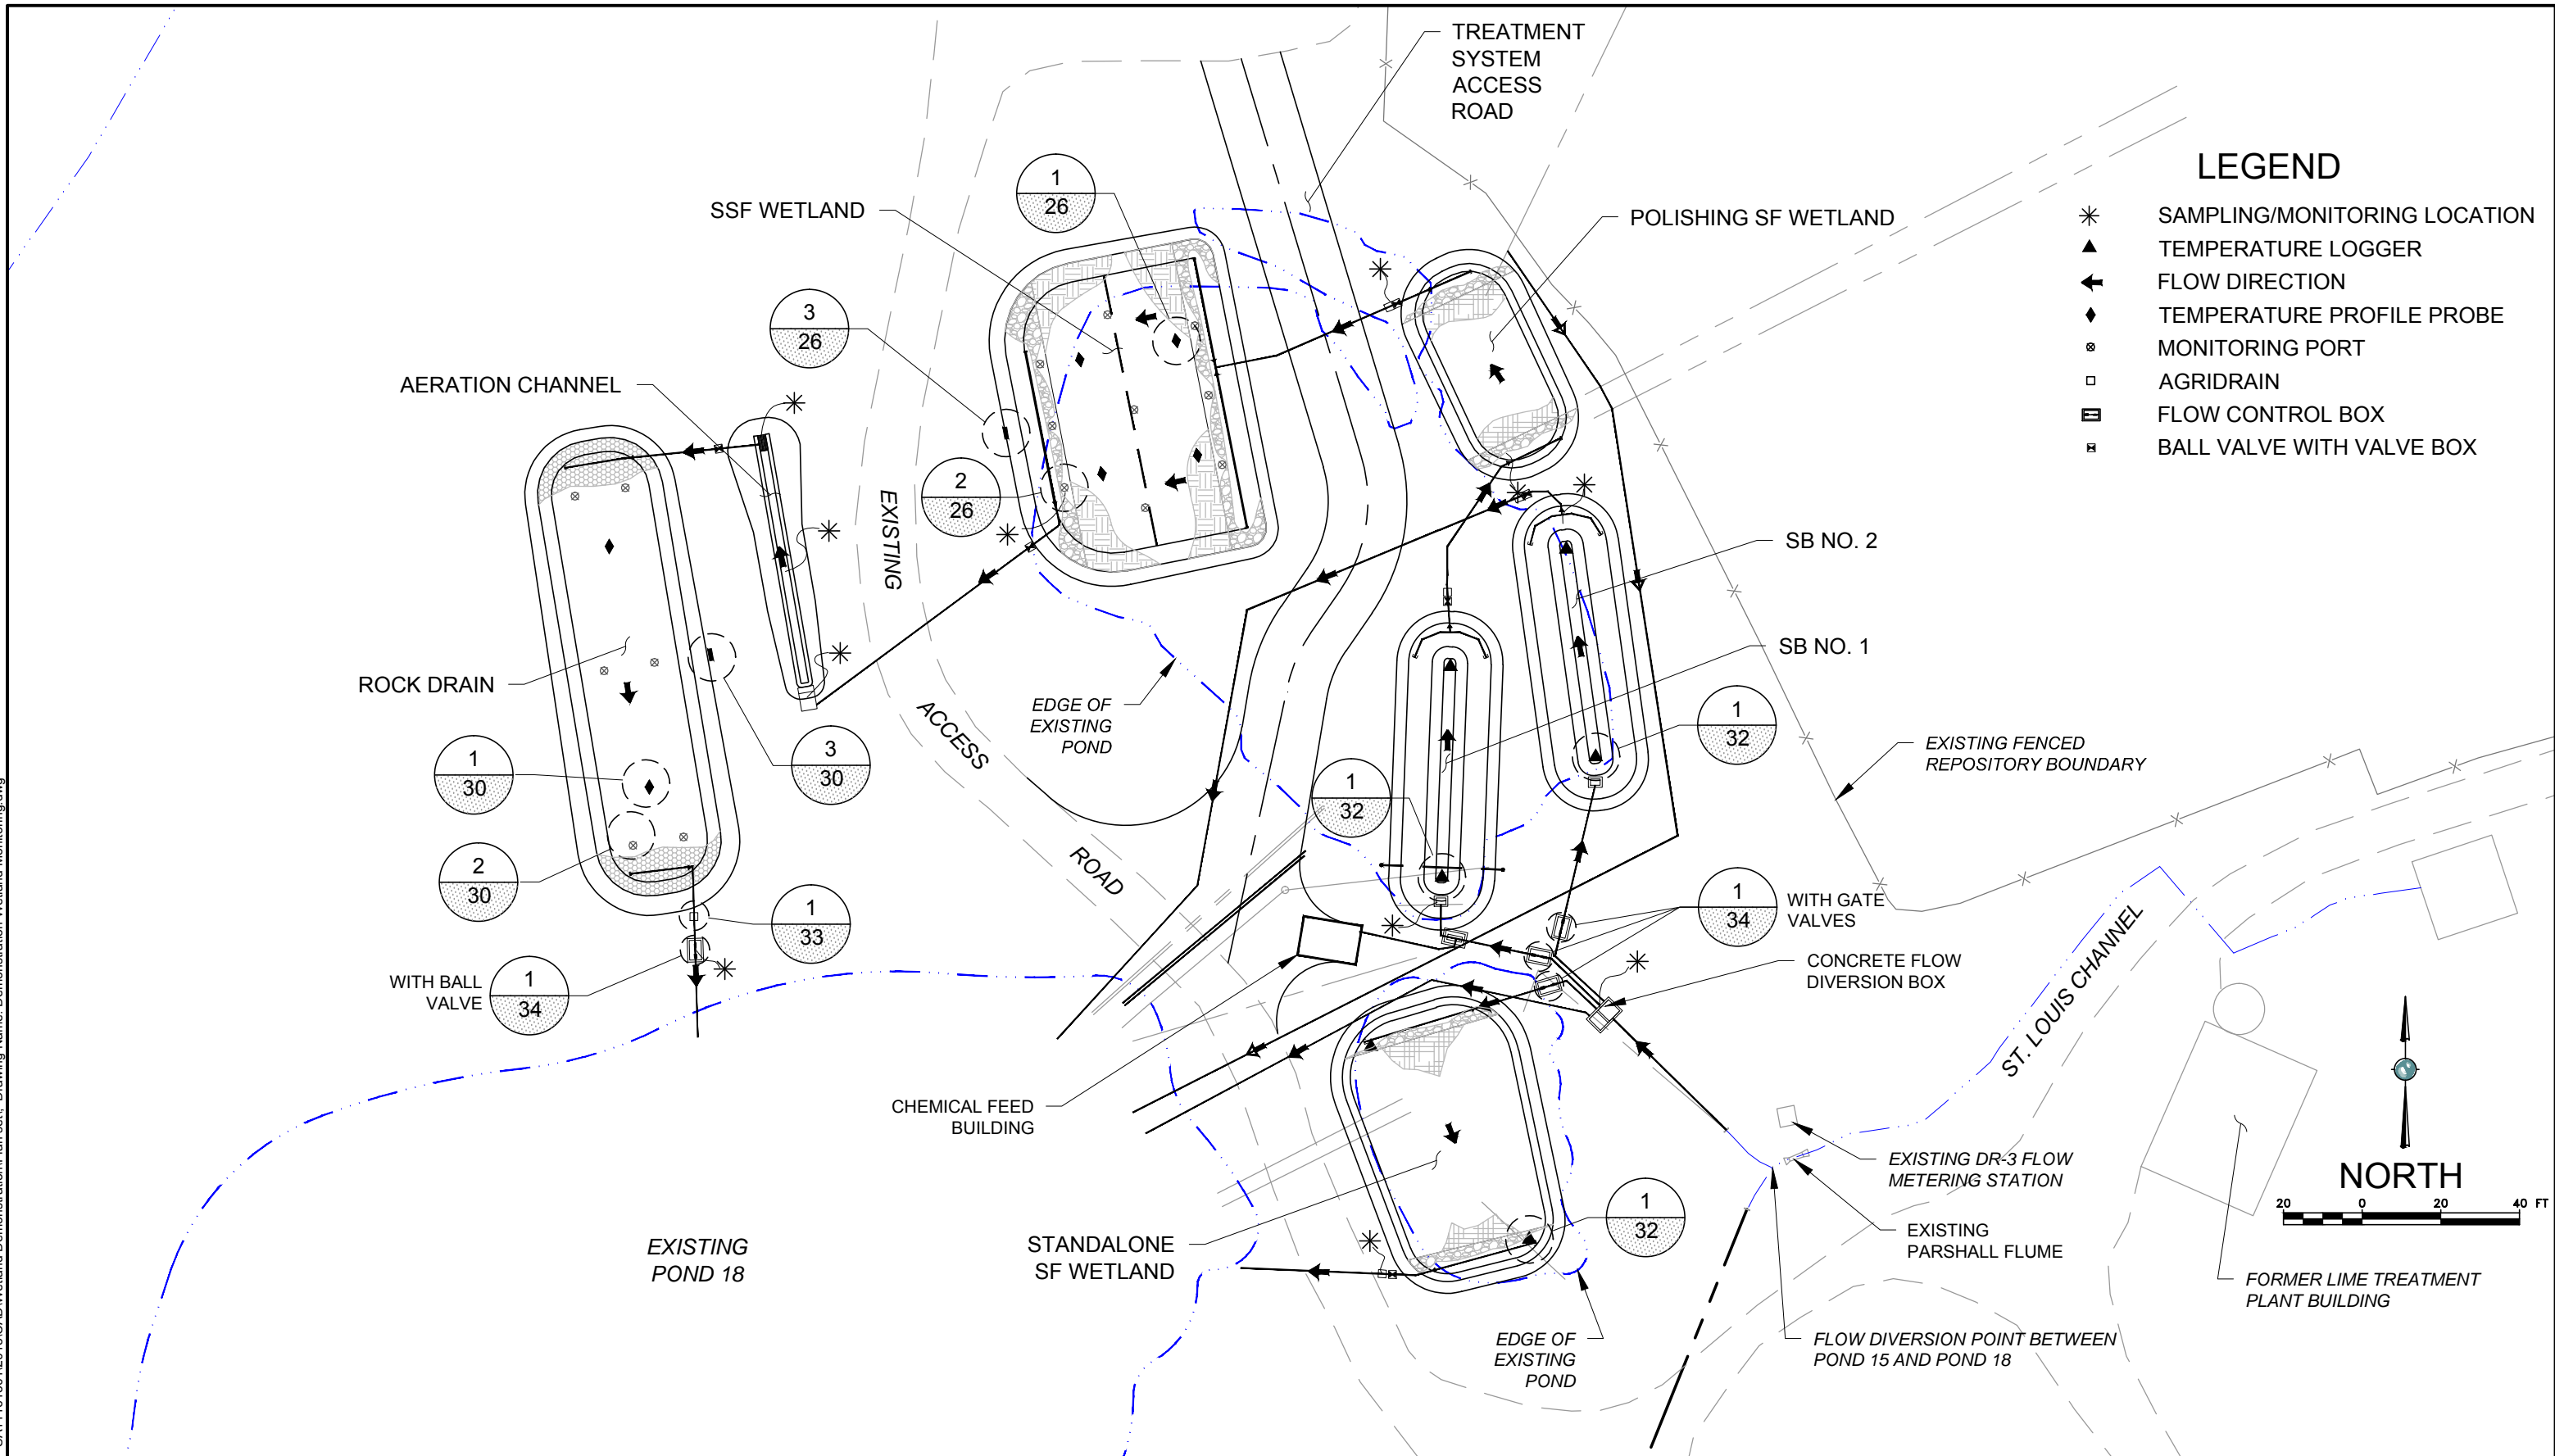 TREATMENT
SYSTEM
ACCESS
ROAD
LEGEND
SAMPLING/MONITORING LOCATION
TEMPERATURE LOGGER
FLOW DIRECTION
TEMPERATURE PROFILE PROBE
MONITORING PORT
AGRIDRAIN
FLOW CONTROL BOX
BALL VALVE WITH VALVE BOX
1
26
SSF WETLAND
POLISHING SF WETLAND
3
26
AERATION CHANNEL
2
26
EXISTING
ACCESS
ROAD
SB NO. 2
SB NO. 1
ROCK DRAIN
EDGE OF
EXISTING
POND
1
32
EXISTING FENCED
REPOSITORY BOUNDARY
1
30
3
30
1
32
2
30
1
33
1
34
WITH GATE
VALVES
WITH BALL
VALVE
1
34
CONCRETE FLOW
DIVERSION BOX
ST. LOUIS CHANNEL
CHEMICAL FEED
BUILDING
EXISTING DR-3 FLOW
METERING STATION
NORTH
20 0 20 40 FT
EXISTING
POND 18
STANDALONE
SF WETLAND
1
32
EXISTING
PARSHALL FLUME
FORMER LIME TREATMENT
PLANT BUILDING
EDGE OF
EXISTING
POND
FLOW DIVERSION POINT BETWEEN
POND 15 AND POND 18